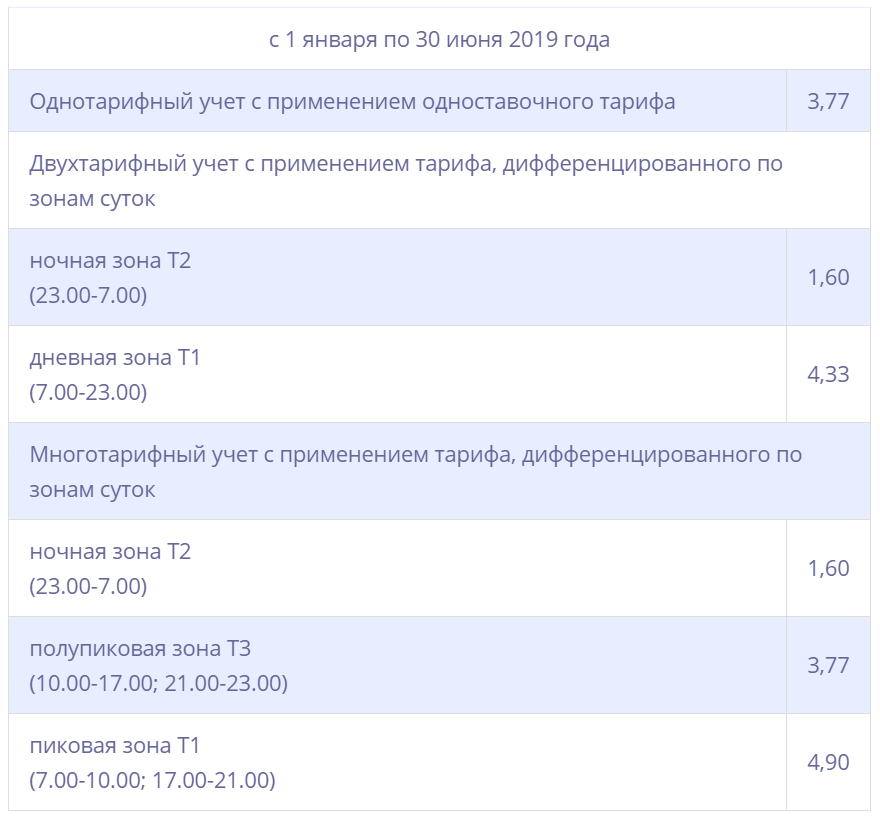 с 1 января по 30 июня 2019 года
Однотарифный учет с применением одноставочного тарифа 3,77
Двухтарифный учет с применением тарифа, дифференцированного по
зонам суток
ночная зона Т2
(23.00-7.00)
1,60
дневная зона Т1
(7.00-23.00)
4,33
Многотарифный учет с применением тарифа, дифференцированного по
зонам суток
ночная зона Т2
(23.00-7.00)
1,60
полупиковая зона Т3
(10.00-17.00; 21.00-23.00)
3,77
пиковая зона Т1
(7.00-10.00; 17.00-21.00)
4,90